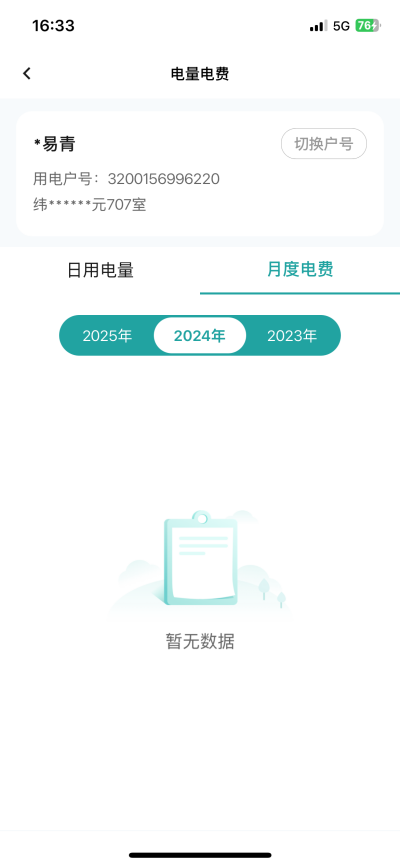 16:33
5G
76
电量电费
*易青
切换户号
用电户号：3200156996220
纬******元707室
日用电量
月度电费
2025年
2024年
2023年
暂无数据